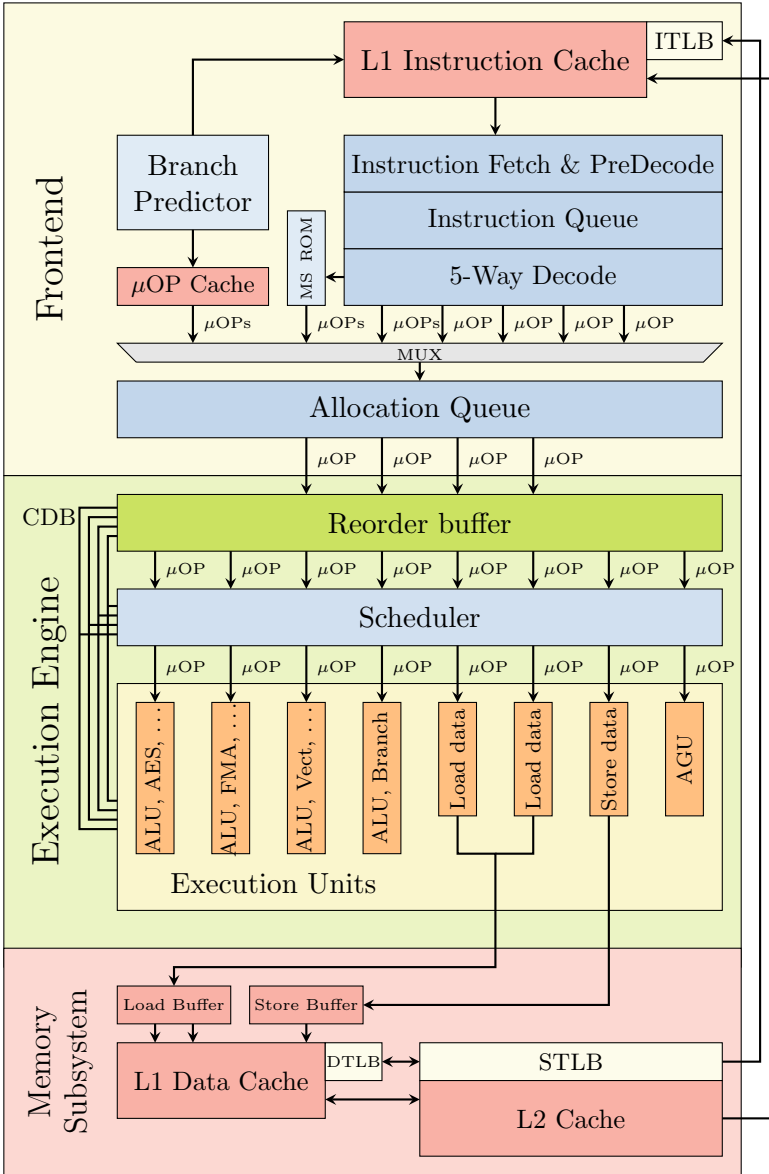 Frontend
L1 Instruction Cache
ITLB
Branch
Predictor
Instruction Fetch & PreDecode
Instruction Queue
5-Way Decode
MS ROM
μOP Cache
μOPs
μOPs
μOPs
μOP
μOP
μOP
μOP
MUX
Allocation Queue
μOP
μOP
μOP
μOP
Execution Engine
CDB
Reorder buffer
μOP
μOP
μOP
μOP
μOP
μOP
μOP
μOP
Scheduler
μOP
μOP
μOP
μOP
μOP
μOP
μOP
μOP
ALU, AES, …
ALU, FMA, …
ALU, Vect, …
ALU, Branch
Load data
Load data
Store data
AGU
Execution Units
Memory
Subsystem
Load Buffer
Store Buffer
L1 Data Cache
DTLB
STLB
L2 Cache